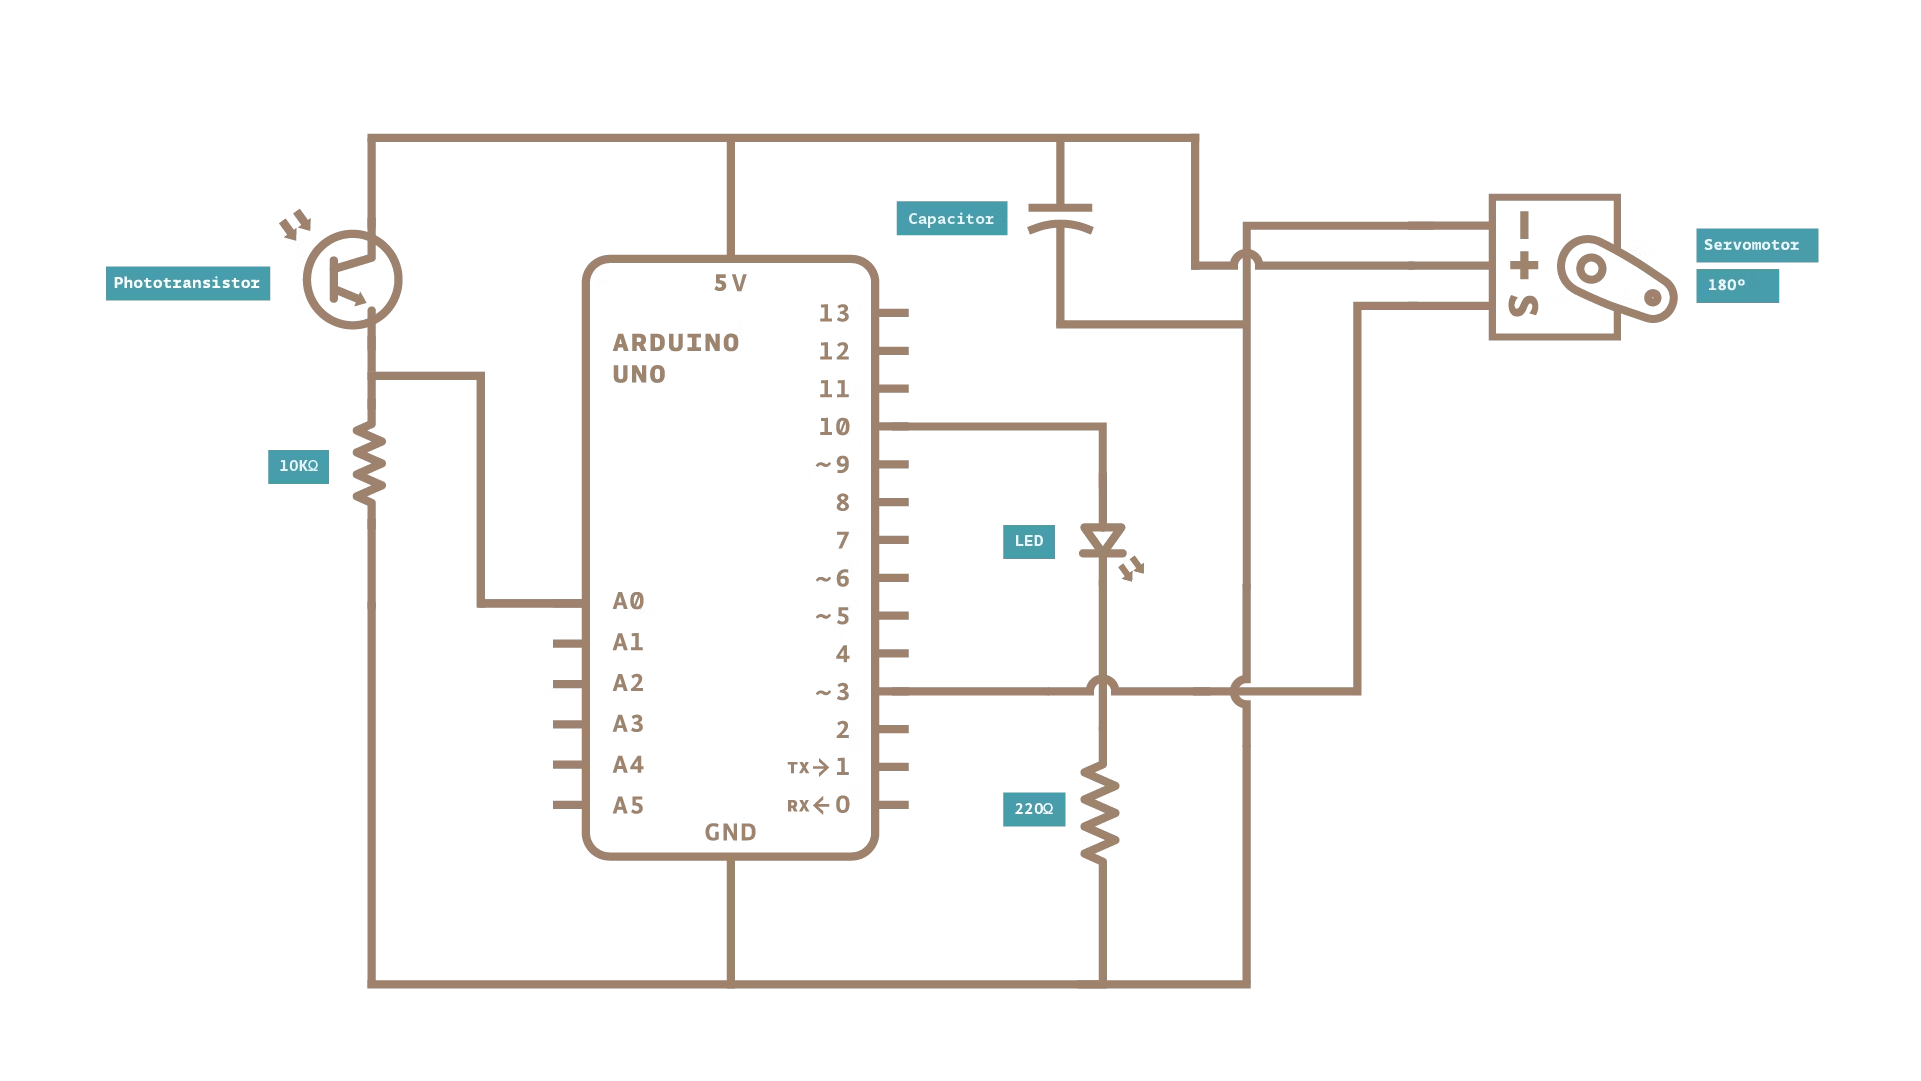 Phototransistor
10KΩ
5V
ARDUINO
UNO
A0
A1
A2
A3
A4
A5
13
12
11
10
~9
8
7
~6
~5
4
~3
2
TX→1
RX←0
GND
Capacitor
LED
220Ω
–
+
S
Servomotor
180º